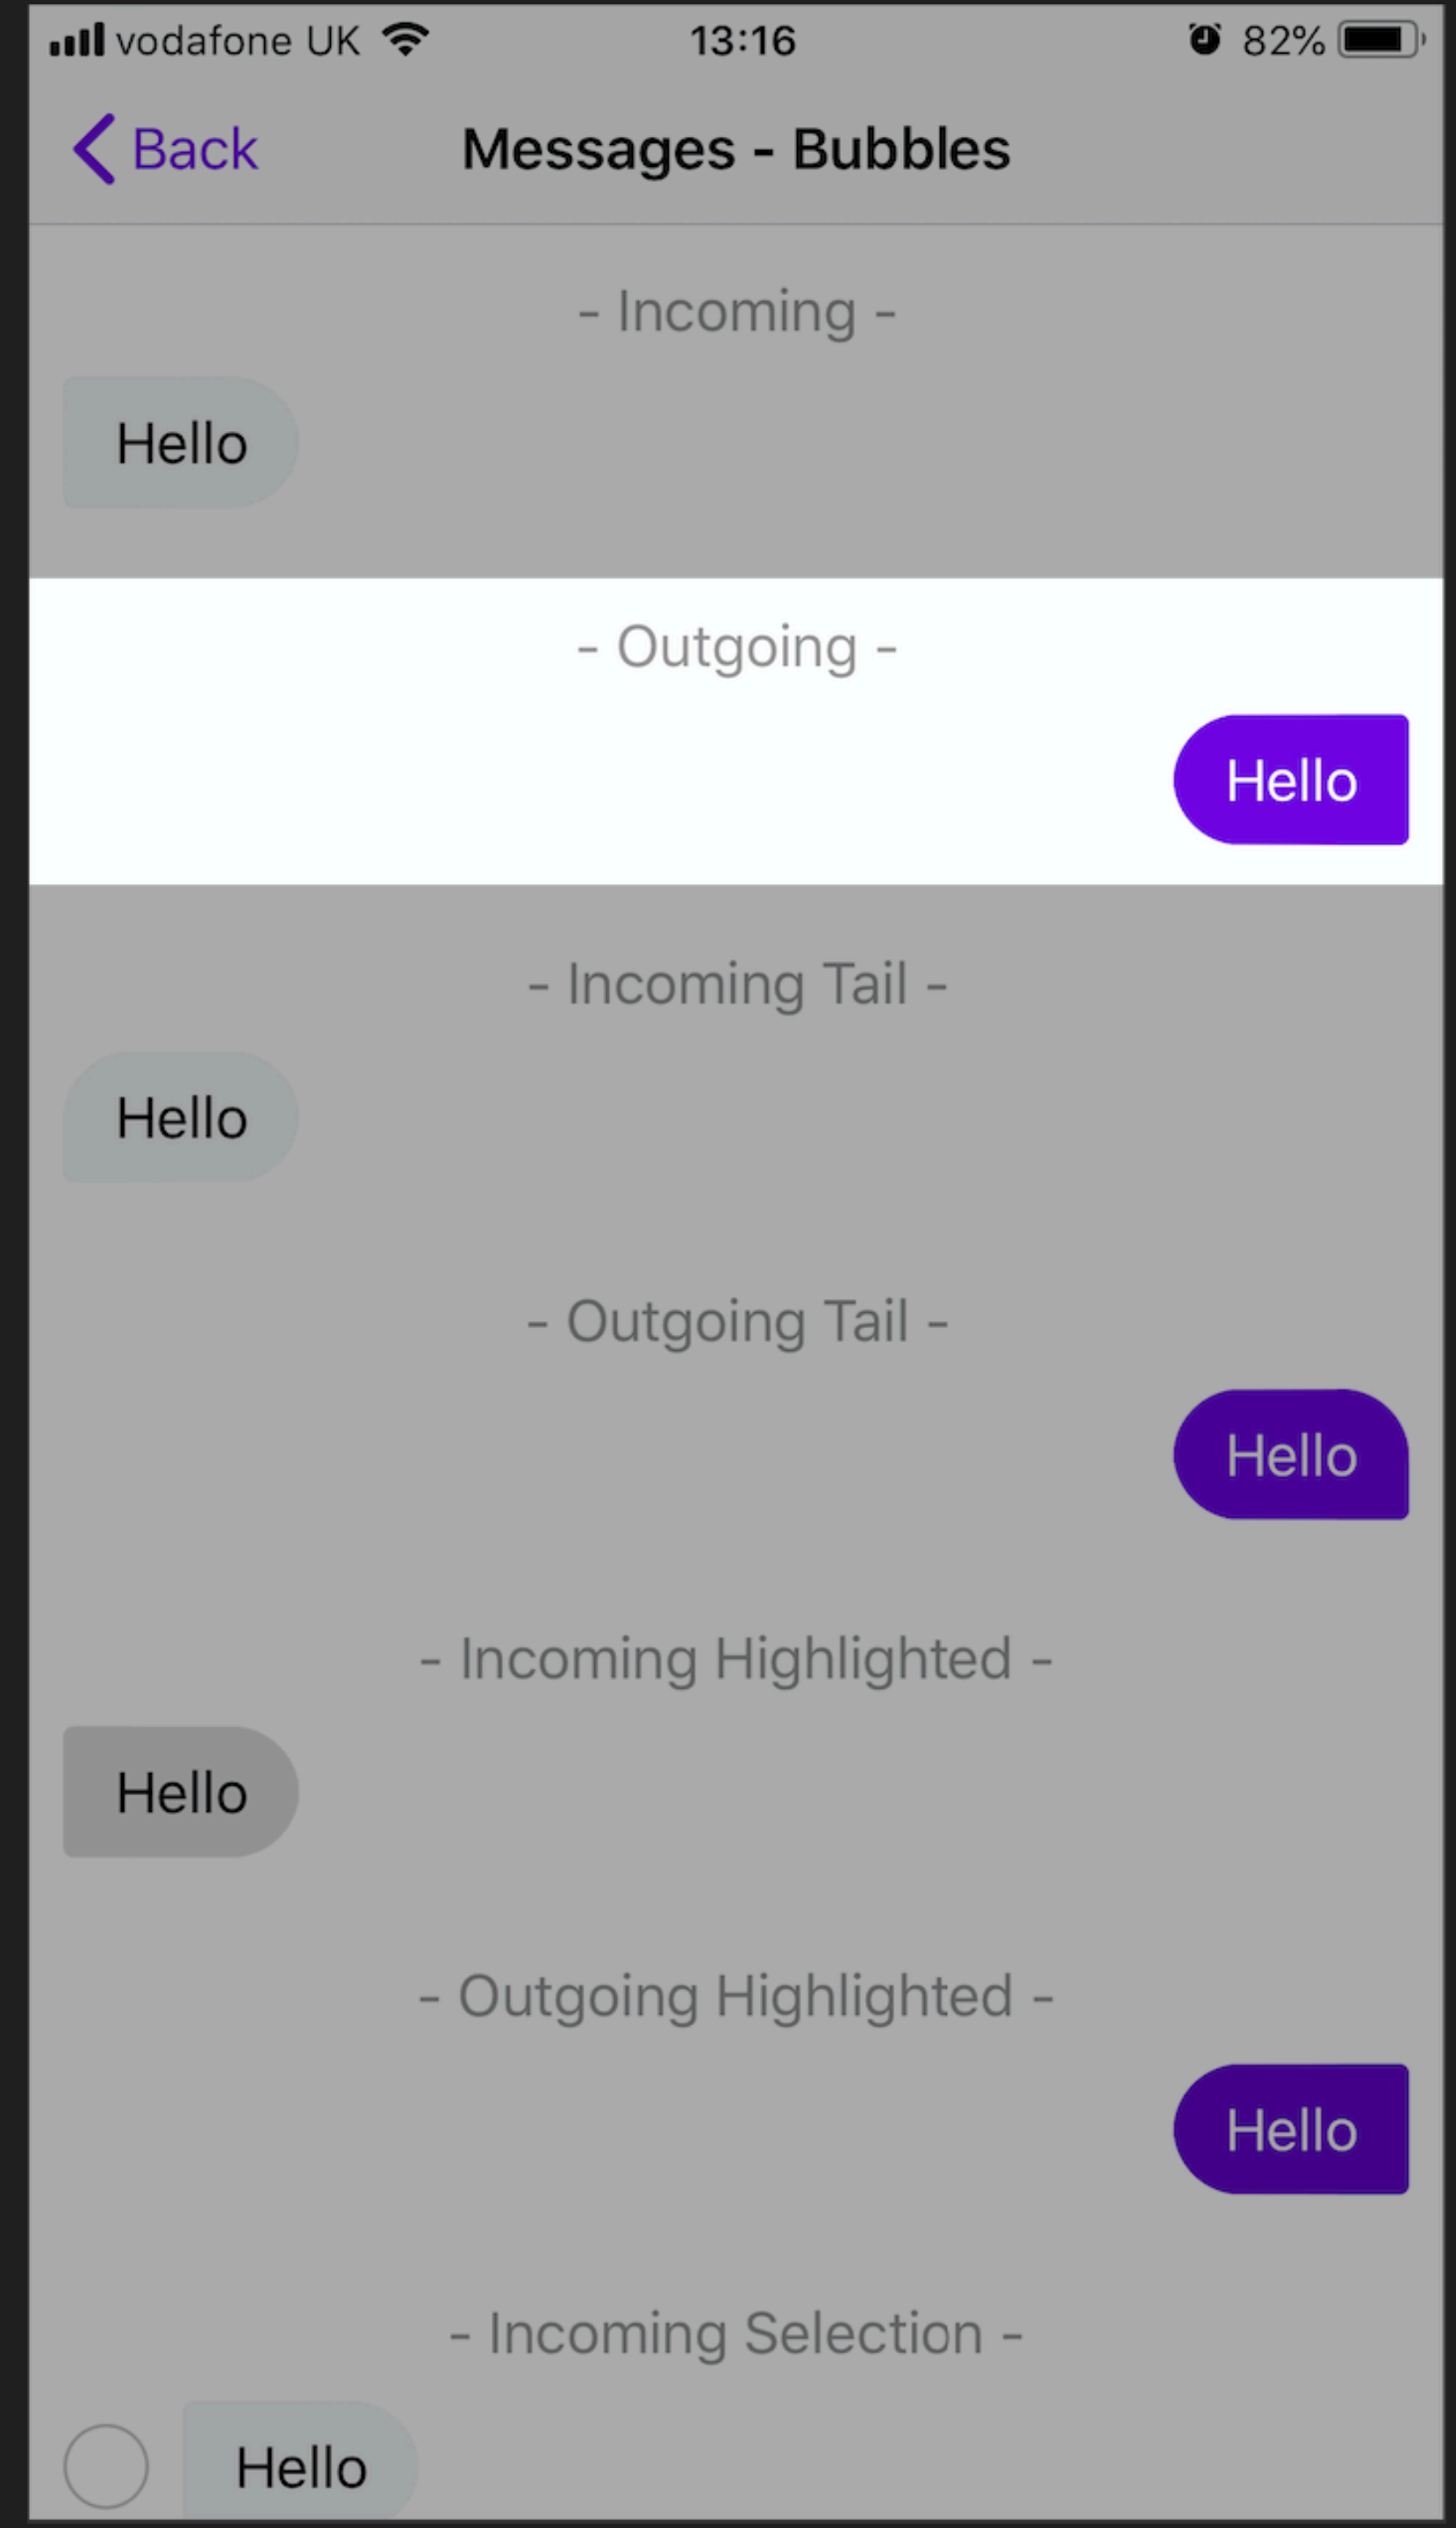 vodafone UK 13:16 82%
Back Messages - Bubbles
- Incoming -
Hello
- Outgoing -
Hello
- Incoming Tail -
Hello
- Outgoing Tail -
Hello
- Incoming Highlighted -
Hello
- Outgoing Highlighted -
Hello
- Incoming Selection -
Hello